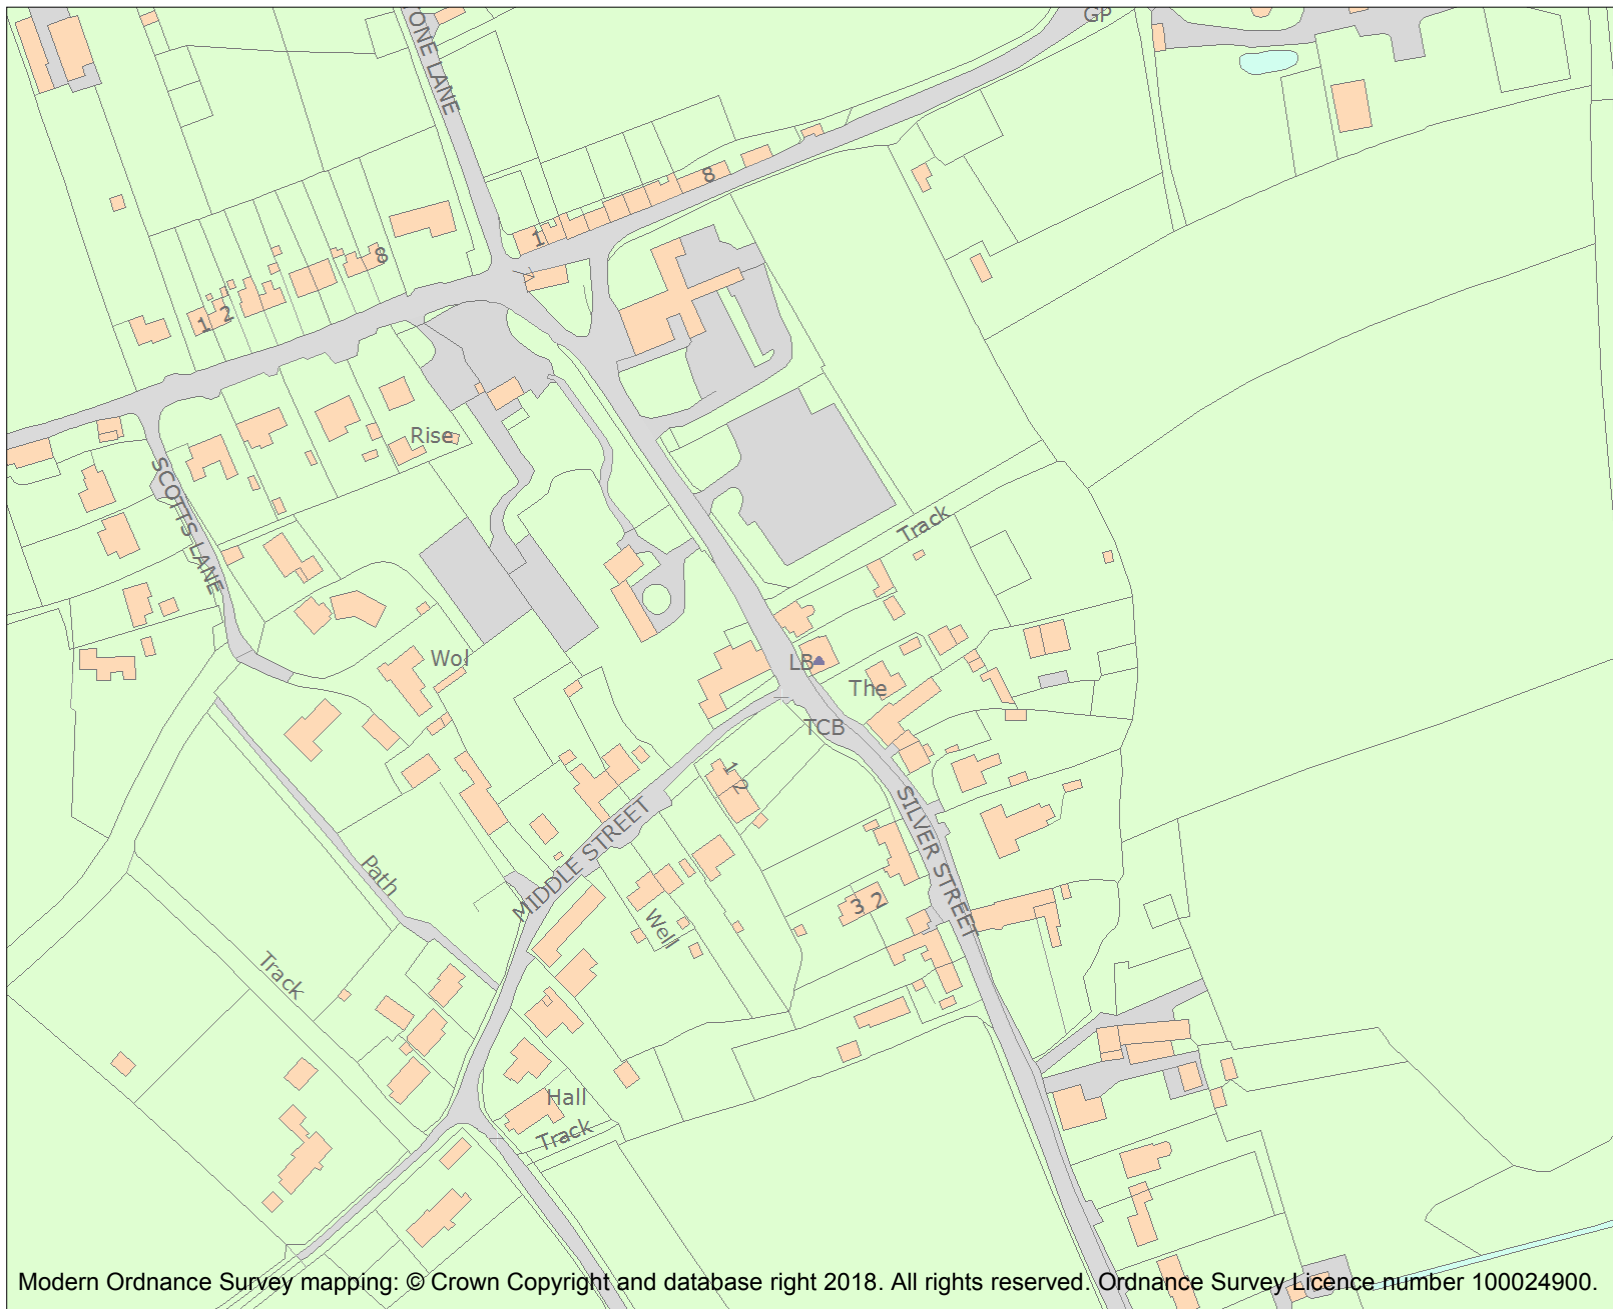 GP
ONE LANE
8
1
8
1 2
Rise
SCOTTS LANE
Track
Wol
LB
The
TCB
1 2
SILVER STREET
MIDDLE STREET
Path
3 2
Well
Track
Hall
Track
Modern Ordnance Survey mapping: © Crown Copyright and database right 2018. All rights reserved. Ordnance Survey Licence number 100024900.